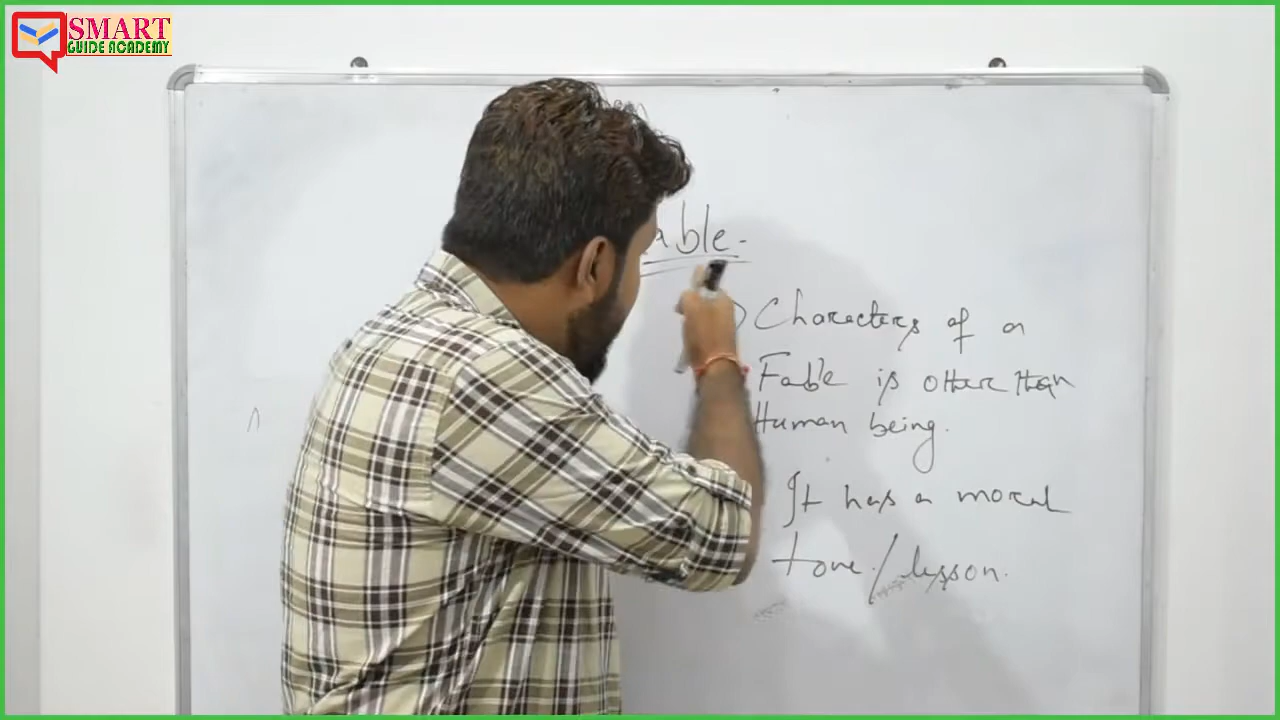 SMART
GUIDE ACADEMY
able -
Characters of a
Fable is other than
Human being.
It has a moral
tone / lesson.